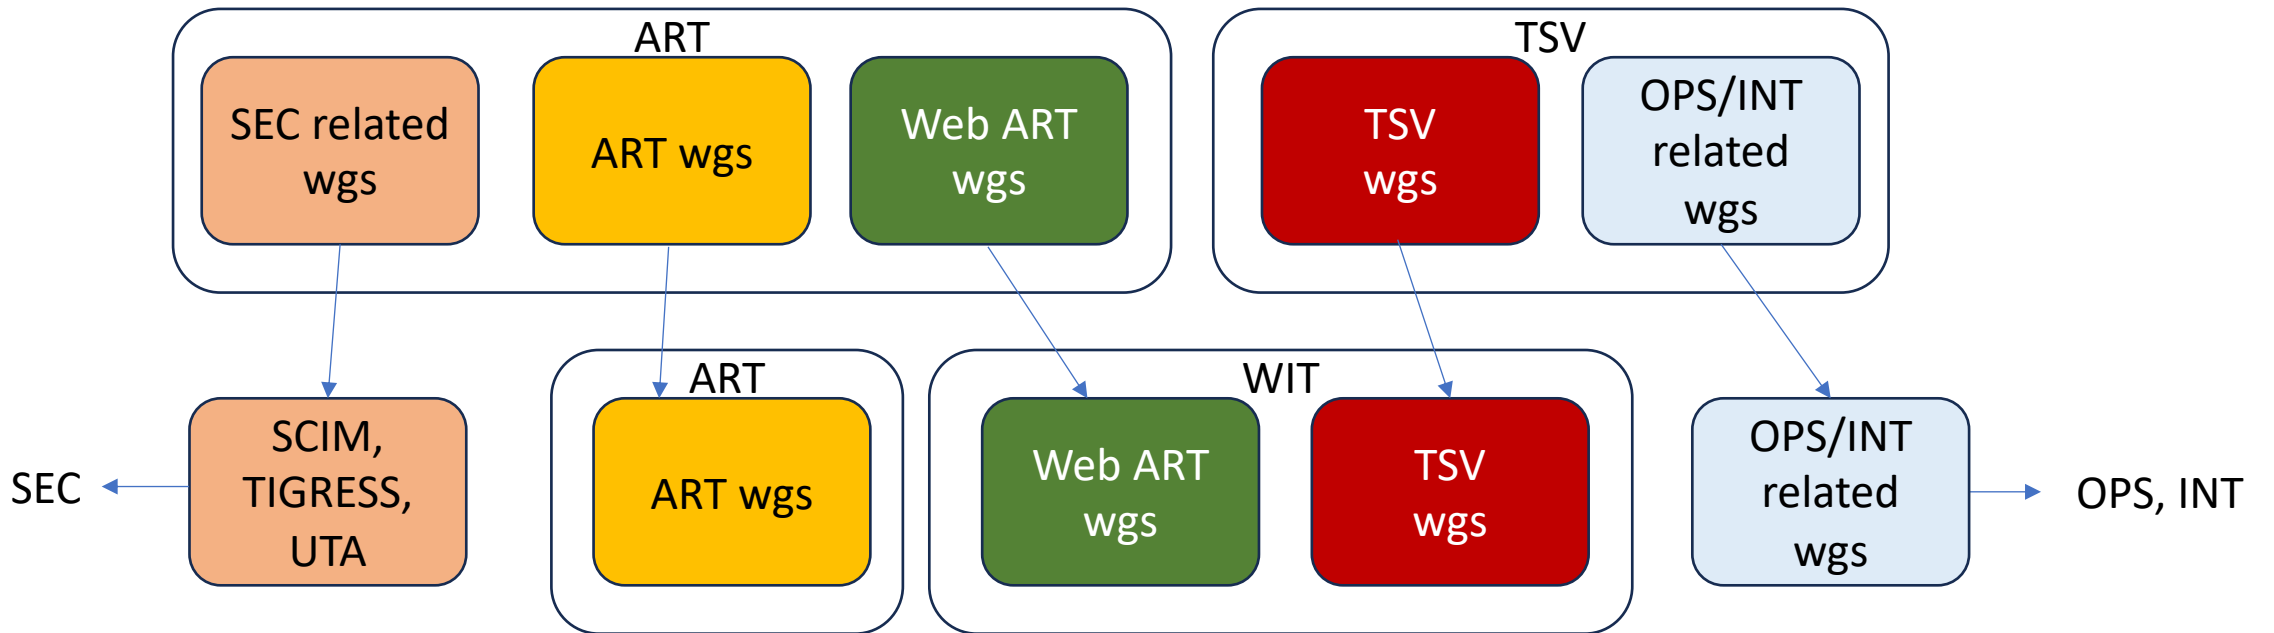 ART
SEC related
wgs
ART wgs
Web ART
wgs
TSV
TSV
wgs
OPS/INT
related
wgs
SEC
SCIM,
TIGRESS,
UTA
ART
ART wgs
WIT
Web ART
wgs
TSV
wgs
OPS/INT
related
wgs
OPS, INT